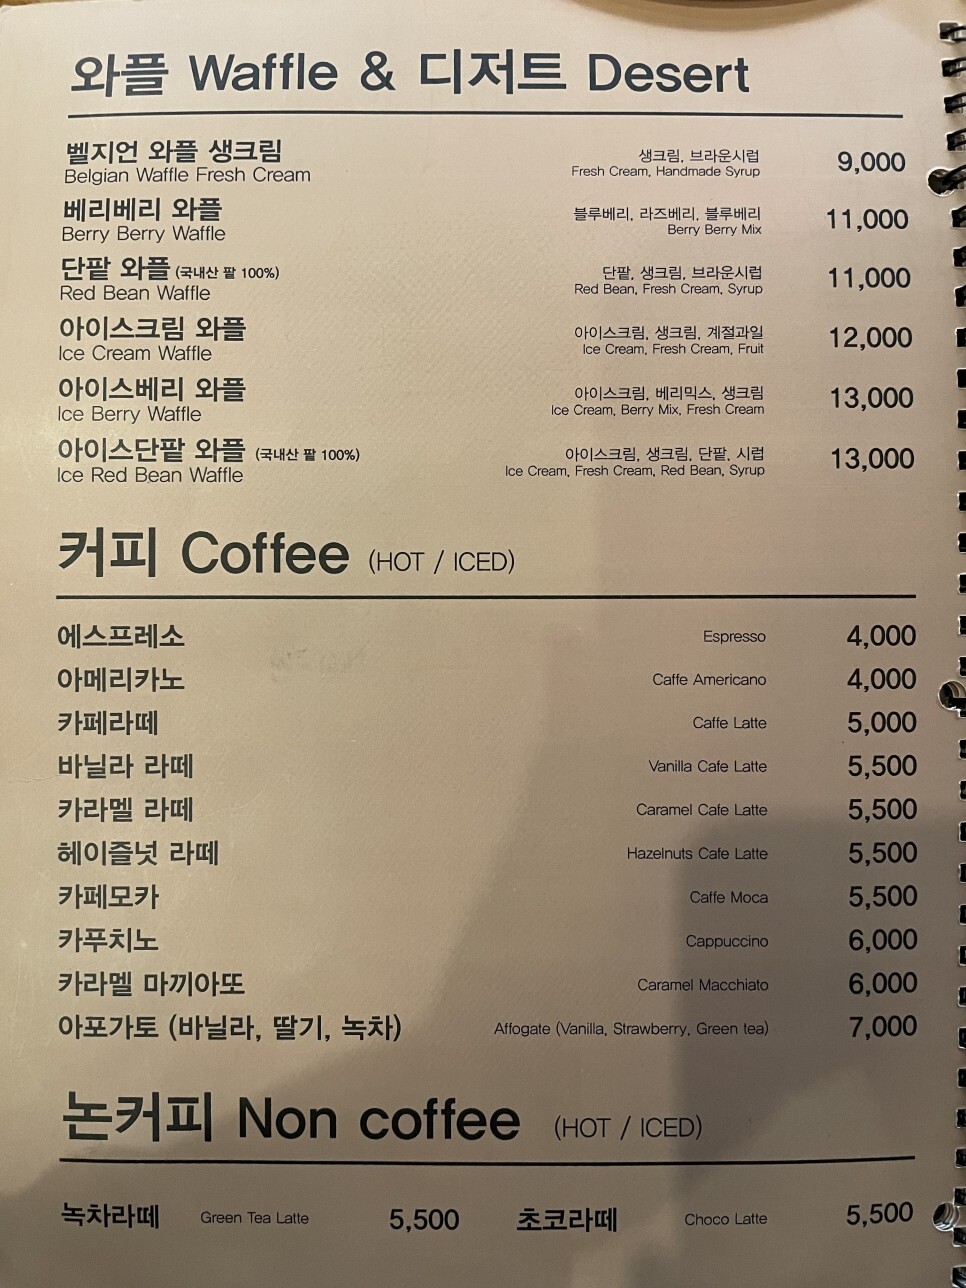 와플 Waffle & 디저트 Desert
벨지언 와플 생크림 생크림, 브라운시럽 9,000
Belgian Waffle Fresh Cream Fresh Cream, Handmade Syrup
베리베리 와플 블루베리, 라즈베리, 블루베리 11,000
Berry Berry Waffle Berry Berry Mix
단팥 와플 (국내산 팥 100%) 단팥, 생크림, 브라운시럽 11,000
Red Bean Waffle Red Bean, Fresh Cream, Syrup
아이스크림 와플 아이스크림, 생크림, 계절과일 12,000
Ice Cream Waffle Ice Cream, Fresh Cream, Fruit
아이스베리 와플 아이스크림, 베리믹스, 생크림 13,000
Ice Berry Waffle Ice Cream, Berry Mix, Fresh Cream
아이스단팥 와플 (국내산 팥 100%) 아이스크림, 생크림, 단팥, 시럽 13,000
Ice Red Bean Waffle Ice Cream, Fresh Cream, Red Bean, Syrup
커피 Coffee (HOT / ICED)
에스프레소 Espresso 4,000
아메리카노 Caffe Americano 4,000
카페라떼 Caffe Latte 5,000
바닐라 라떼 Vanilla Cafe Latte 5,500
카라멜 라떼 Caramel Cafe Latte 5,500
헤이즐넛 라떼 Hazelnuts Cafe Latte 5,500
카페모카 Caffe Moca 5,500
카푸치노 Cappuccino 6,000
카라멜 마끼아또 Caramel Macchiato 6,000
아포가토 (바닐라, 딸기, 녹차) Affogate (Vanilla, Strawberry, Green tea) 7,000
논커피 Non coffee (HOT / ICED)
녹차라떼 Green Tea Latte 5,500 초코라떼 Choco Latte 5,500